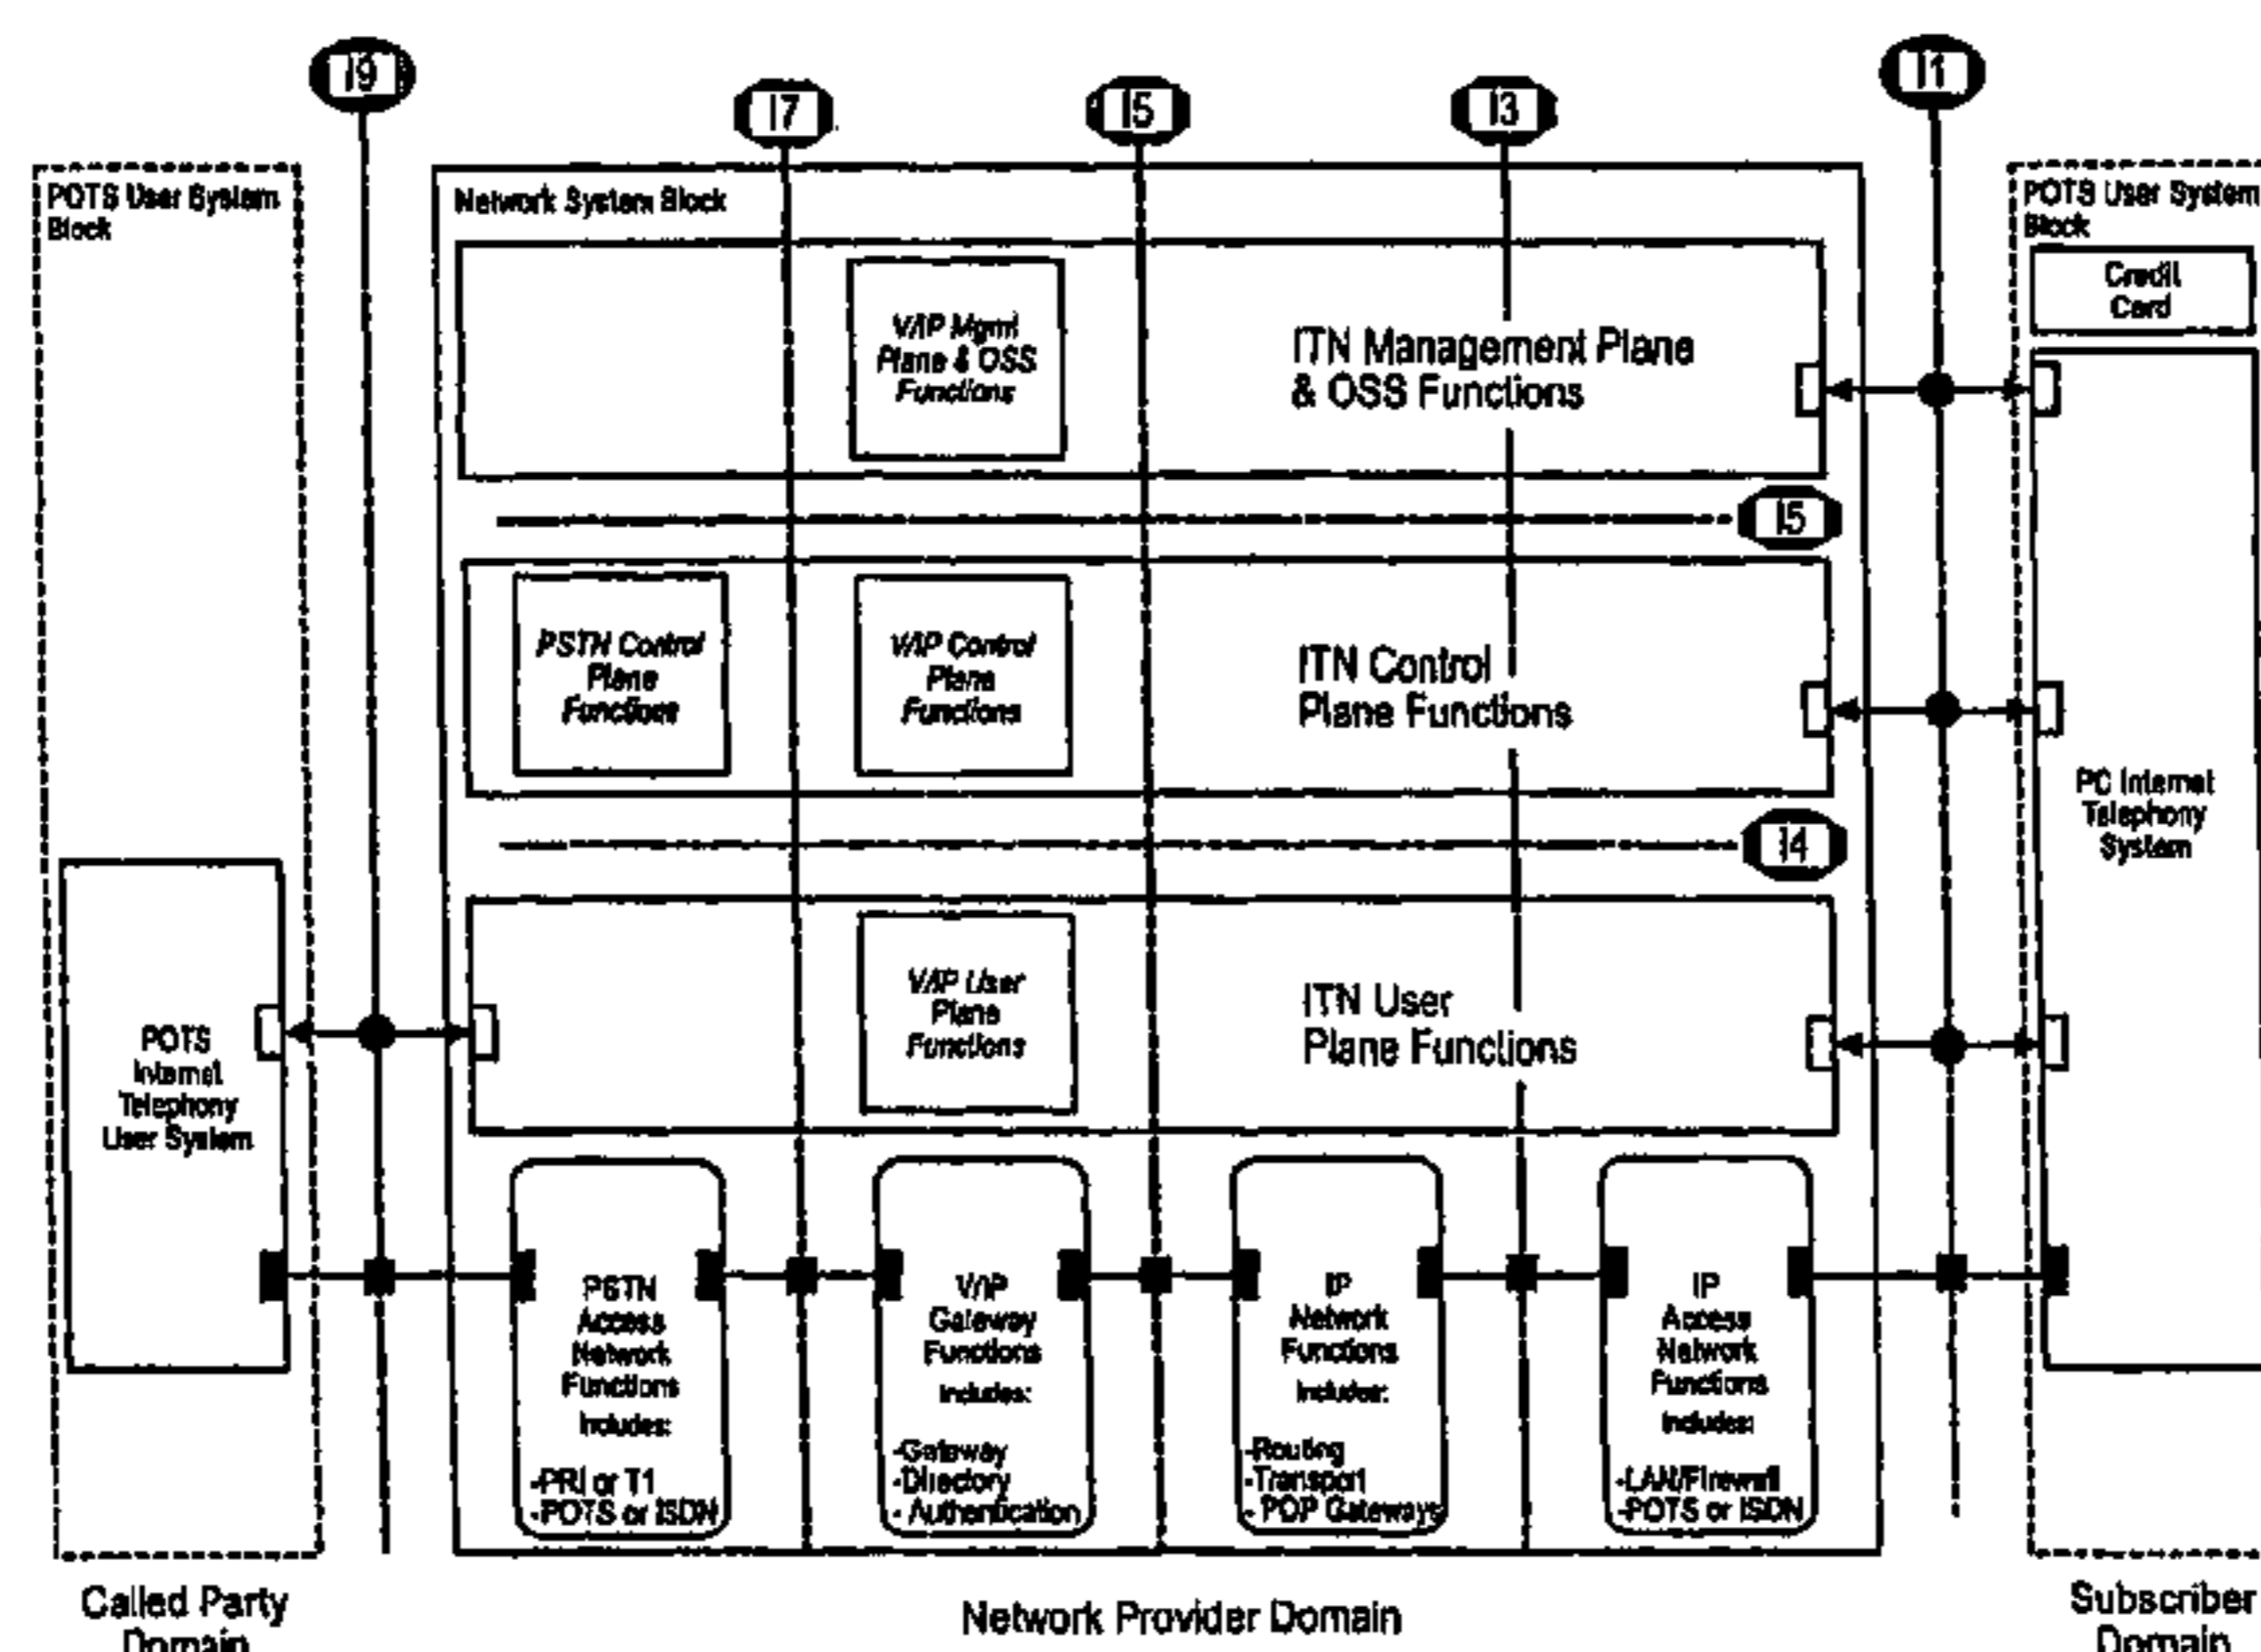 I9
I7
I5
I3
I1
POTS User System
Block
Network System Block
POTS User System
Block
Credit
Card
V/IP Mgmt
Plane & OSS
Functions
ITN Management Plane
& OSS Functions
I5
PSTN Control
Plane
Functions
V/IP Control
Plane
Functions
ITN Control
Plane Functions
PC Internet
Telephony
System
I4
V/IP User
Plane
Functions
ITN User
Plane Functions
POTS
Internet
Telephony
User System
PSTN
Access
Network
Functions
Includes:
-PRI or T1
-POTS or ISDN
V/IP
Gateway
Functions
Includes:
-Gateway
-Directory
- Authentication
IP
Network
Functions
Includes:
-Routing
-Transport
- POP Gateways
IP
Access
Network
Functions
Includes:
-LAN/Firewall
-POTS or ISDN
Called Party
Domain
Network Provider Domain
Subscriber
Domain